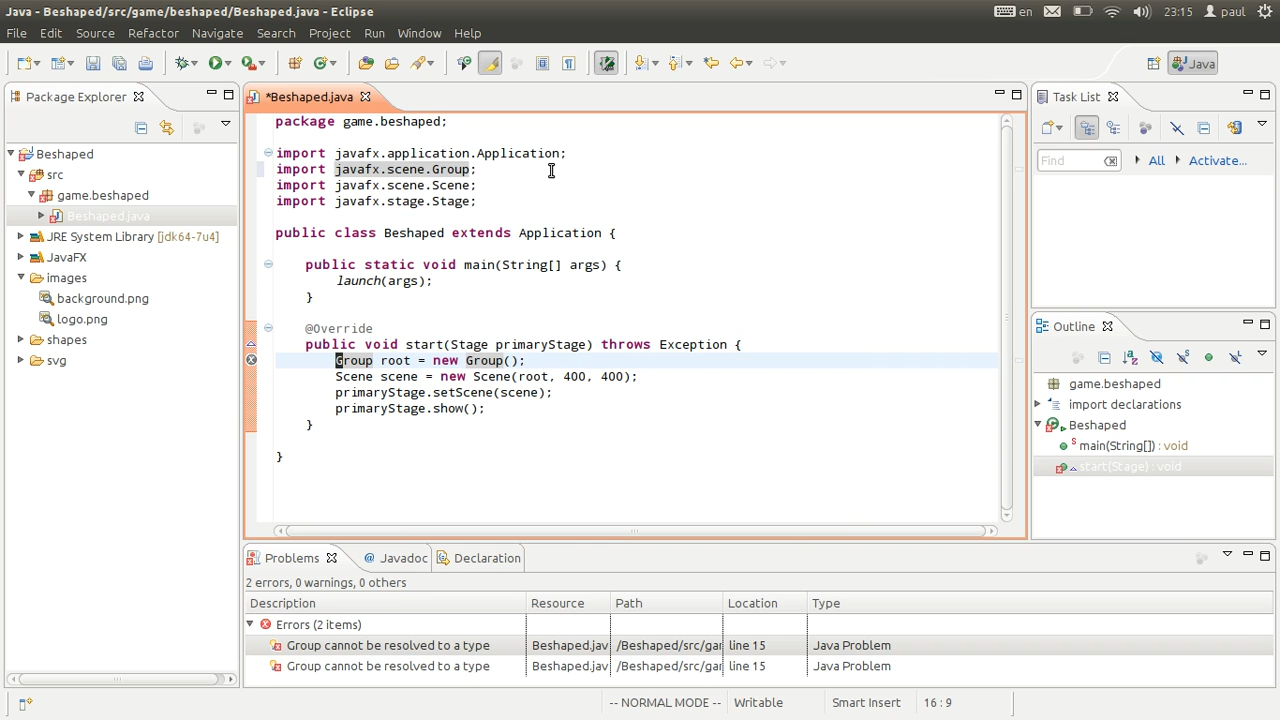 Java - Beshaped/src/game/beshaped/Beshaped.java - Eclipse
en
23:15
paul
File Edit Source Refactor Navigate Search Project Run Window Help
Java
Package Explorer
Beshaped
src
game.beshaped
Beshaped.java
JRE System Library [jdk64-7u4]
JavaFX
images
background.png
logo.png
shapes
svg
*Beshaped.java
package game.beshaped;
import javafx.application.Application;
import javafx.scene.Group;
import javafx.scene.Scene;
import javafx.stage.Stage;
public class Beshaped extends Application {
public static void main(String[] args) {
launch(args);
}
@Override
public void start(Stage primaryStage) throws Exception {
Group root = new Group();
Scene scene = new Scene(root, 400, 400);
primaryStage.setScene(scene);
primaryStage.show();
}
}
Task List
Find
All
Activate...
Outline
game.beshaped
import declarations
Beshaped
main(String[]) : void
start(Stage) : void
Problems
@ Javadoc
Declaration
2 errors, 0 warnings, 0 others
Description Resource Path Location Type
Errors (2 items)
Group cannot be resolved to a type Beshaped.jav /Beshaped/src/gar line 15 Java Problem
Group cannot be resolved to a type Beshaped.jav /Beshaped/src/gar line 15 Java Problem
-- NORMAL MODE -- Writable Smart Insert 16 : 9